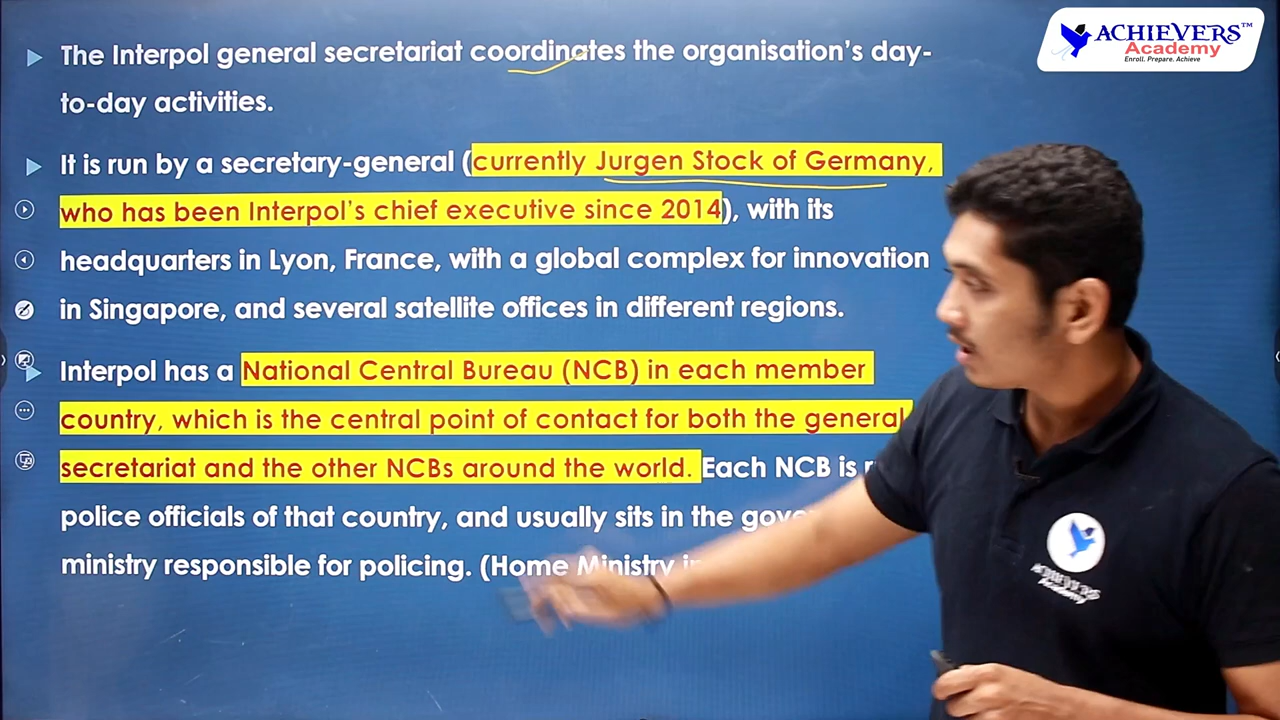 ACHIEVERS™
Academy
Enroll. Prepare. Achieve
The Interpol general secretariat coordinates the organisation's day-
to-day activities.
It is run by a secretary-general (currently Jurgen Stock of Germany,
who has been Interpol's chief executive since 2014), with its
headquarters in Lyon, France, with a global complex for innovation
in Singapore, and several satellite offices in different regions.
Interpol has a National Central Bureau (NCB) in each member
country, which is the central point of contact for both the general
secretariat and the other NCBs around the world. Each NCB is
police officials of that country, and usually sits in the
ministry responsible for policing. (Home Ministry
ACHIEVERS
Academy